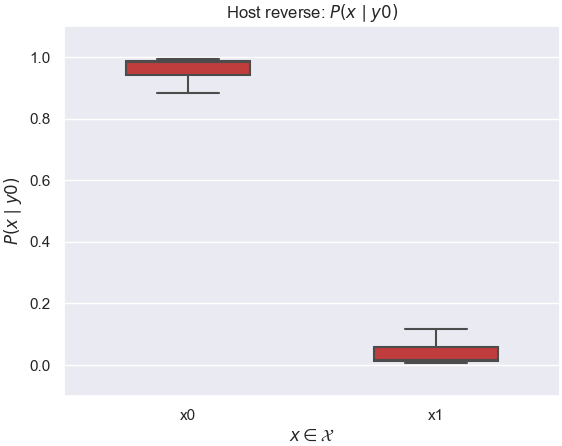 Host reverse: P(x | y0)
P(x | y0)
1.0
0.8
0.6
0.4
0.2
0.0
x0 x1
x ∈ 𝒳